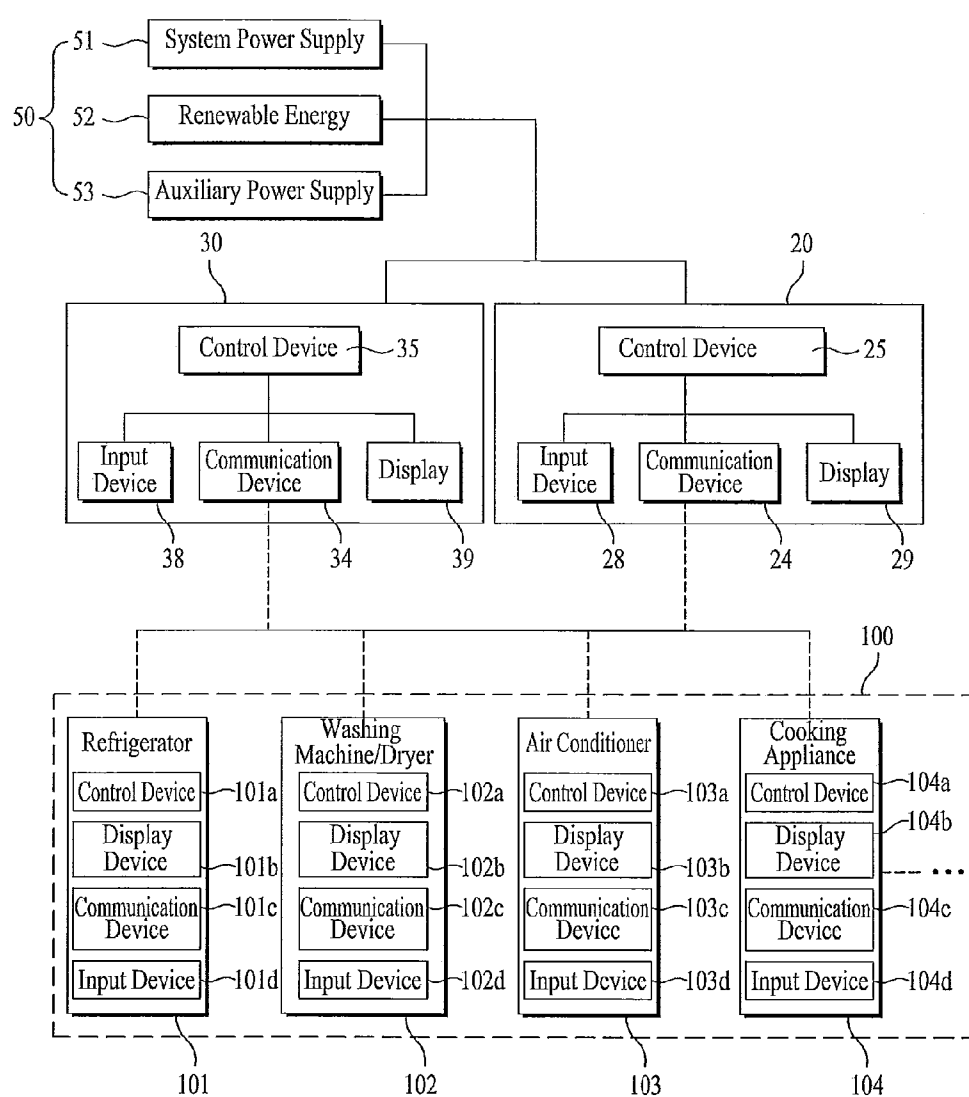 51
System Power Supply
50
52
Renewable Energy
53
Auxiliary Power Supply
30
20
Control Device
35
Control Device
25
Input
Device
Communication
Device
Display
Input
Device
Communication
Device
Display
38
34
39
28
24
29
100
Refrigerator
Control Device
101a
Display
Device
101b
Communication
Device
101c
Input Device
101d
Washing
Machine/Dryer
Control Device
102a
Display
Device
102b
Communication
Device
102c
Input Device
102d
Air Conditioner
Control Device
103a
Display
Device
103b
Communication
Device
103c
Input Device
103d
Cooking
Appliance
Control Device
104a
Display
Device
104b
Communication
Device
104c
Input Device
104d
...
101
102
103
104